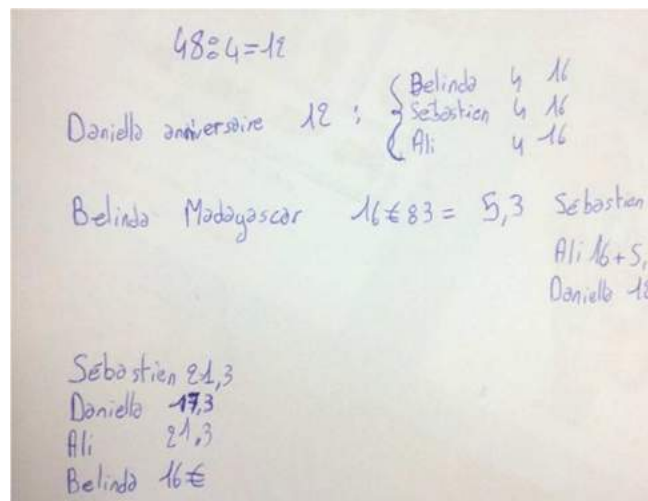 48:4=12
Daniella anniversaire 12 : { Belinda 4 16
Sébastien 4 16
Ali 4 16
Belinda Madagascar 16€ 83 = 5,3 Sébastien
Ali 16+5,
Daniella 12
Sébastien 21,3
Daniella 17,3
Ali 21,3
Belinda 16€